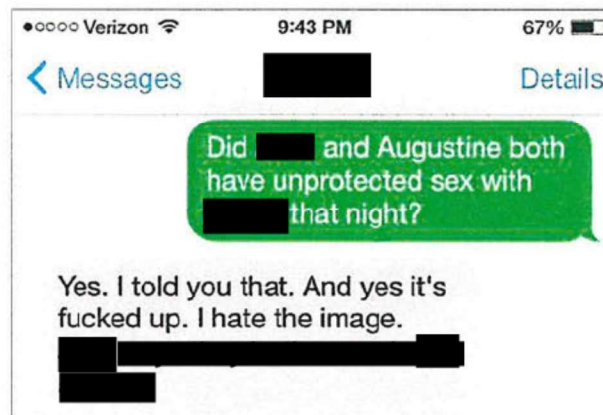 ●○○○○ Verizon 9:43 PM 67%
Messages Details
Did and Augustine both
have unprotected sex with
that night?
Yes. I told you that. And yes it's
fucked up. I hate the image.